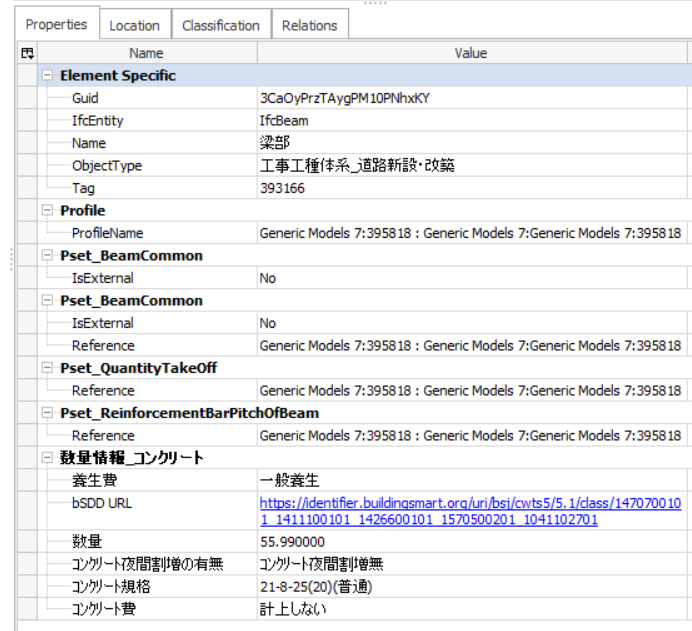 Properties Location Classification Relations
Name Value
Element Specific
Guid 3CaOyPrzTAygPM10PNhxKY
IfcEntity IfcBeam
Name 梁部
ObjectType 工事工種体系_道路新設・改築
Tag 393166
Profile
ProfileName Generic Models 7:395818 : Generic Models 7:Generic Models 7:395818
Pset_BeamCommon
IsExternal No
Pset_BeamCommon
IsExternal No
Reference Generic Models 7:395818 : Generic Models 7:Generic Models 7:395818
Pset_QuantityTakeOff
Reference Generic Models 7:395818 : Generic Models 7:Generic Models 7:395818
Pset_ReinforcementBarPitchOfBeam
Reference Generic Models 7:395818 : Generic Models 7:Generic Models 7:395818
数量情報_コンクリート
養生費 一般養生
bSDD URL https://identifier.buildingsmart.org/uri/bsj/cwts5/5.1/class/147070010
1_1411100101_1426600101_1570500201_1041102701
数量 55.990000
コンクリート夜間割増の有無 コンクリート夜間割増無
コンクリート規格 21-8-25(20)(普通)
コンクリート費 計上しない